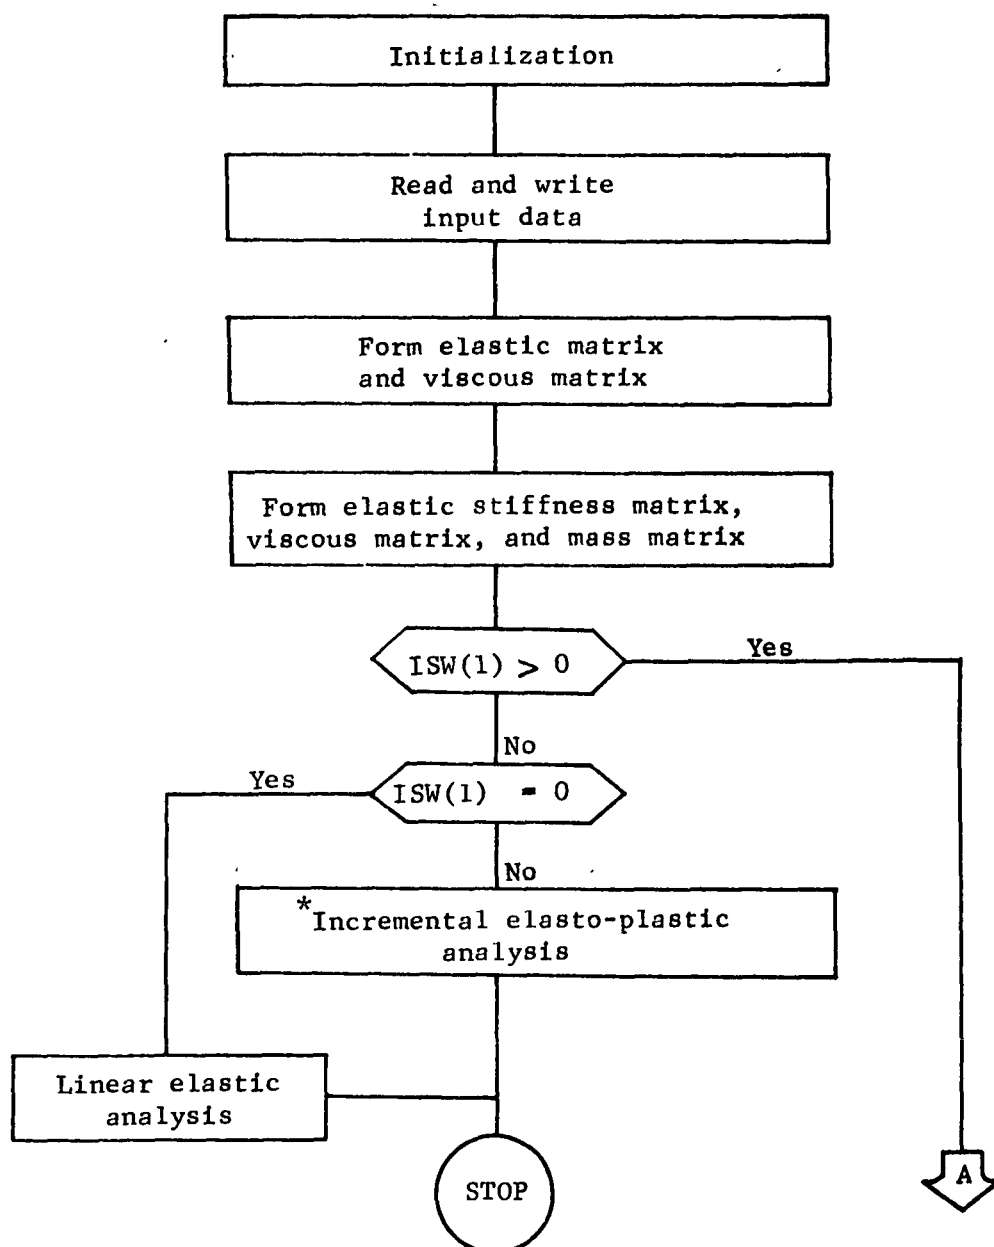 Initialization
Read and write
input data
Form elastic matrix
and viscous matrix
Form elastic stiffness matrix,
viscous matrix, and mass matrix
ISW(1) > 0
Yes
No
Yes
ISW(1) = 0
No
*Incremental elasto-plastic
analysis
Linear elastic
analysis
STOP
A